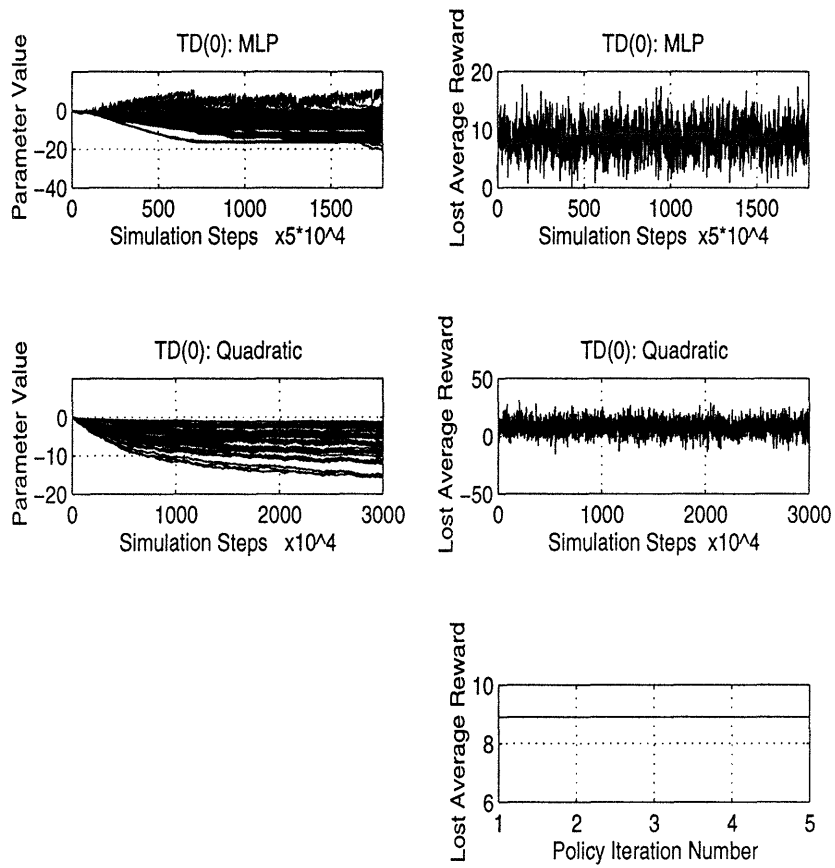 TD(0): MLP
Parameter Value
0
−20
−40
0 500 1000 1500
Simulation Steps x5*10^4
TD(0): MLP
Lost Average Reward
20
10
0
0 500 1000 1500
Simulation Steps x5*10^4
TD(0): Quadratic
Parameter Value
0
−10
−20
0 1000 2000 3000
Simulation Steps x10^4
TD(0): Quadratic
Lost Average Reward
50
0
−50
0 1000 2000 3000
Simulation Steps x10^4
Lost Average Reward
10
8
6
1 2 3 4 5
Policy Iteration Number